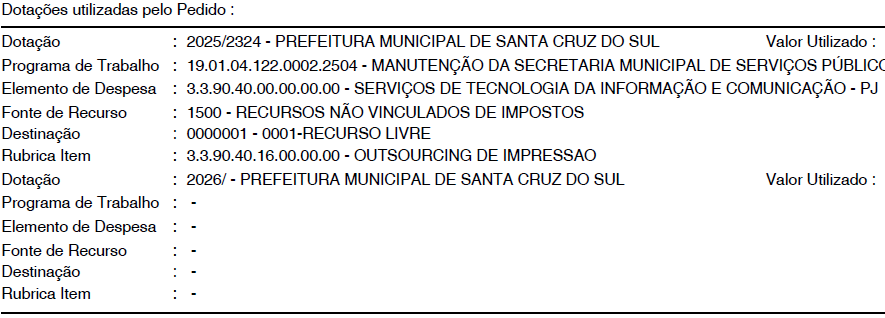 Dotações utilizadas pelo Pedido :
Dotação : 2025/2324 - PREFEITURA MUNICIPAL DE SANTA CRUZ DO SUL Valor Utilizado :
Programa de Trabalho : 19.01.04.122.0002.2504 - MANUTENÇÃO DA SECRETARIA MUNICIPAL DE SERVIÇOS PÚBLICO
Elemento de Despesa : 3.3.90.40.00.00.00.00 - SERVIÇOS DE TECNOLOGIA DA INFORMAÇÃO E COMUNICAÇÃO - PJ
Fonte de Recurso : 1500 - RECURSOS NÃO VINCULADOS DE IMPOSTOS
Destinação : 0000001 - 0001-RECURSO LIVRE
Rubrica Item : 3.3.90.40.16.00.00.00 - OUTSOURCING DE IMPRESSAO
Dotação : 2026/ - PREFEITURA MUNICIPAL DE SANTA CRUZ DO SUL Valor Utilizado :
Programa de Trabalho : -
Elemento de Despesa : -
Fonte de Recurso : -
Destinação : -
Rubrica Item : -